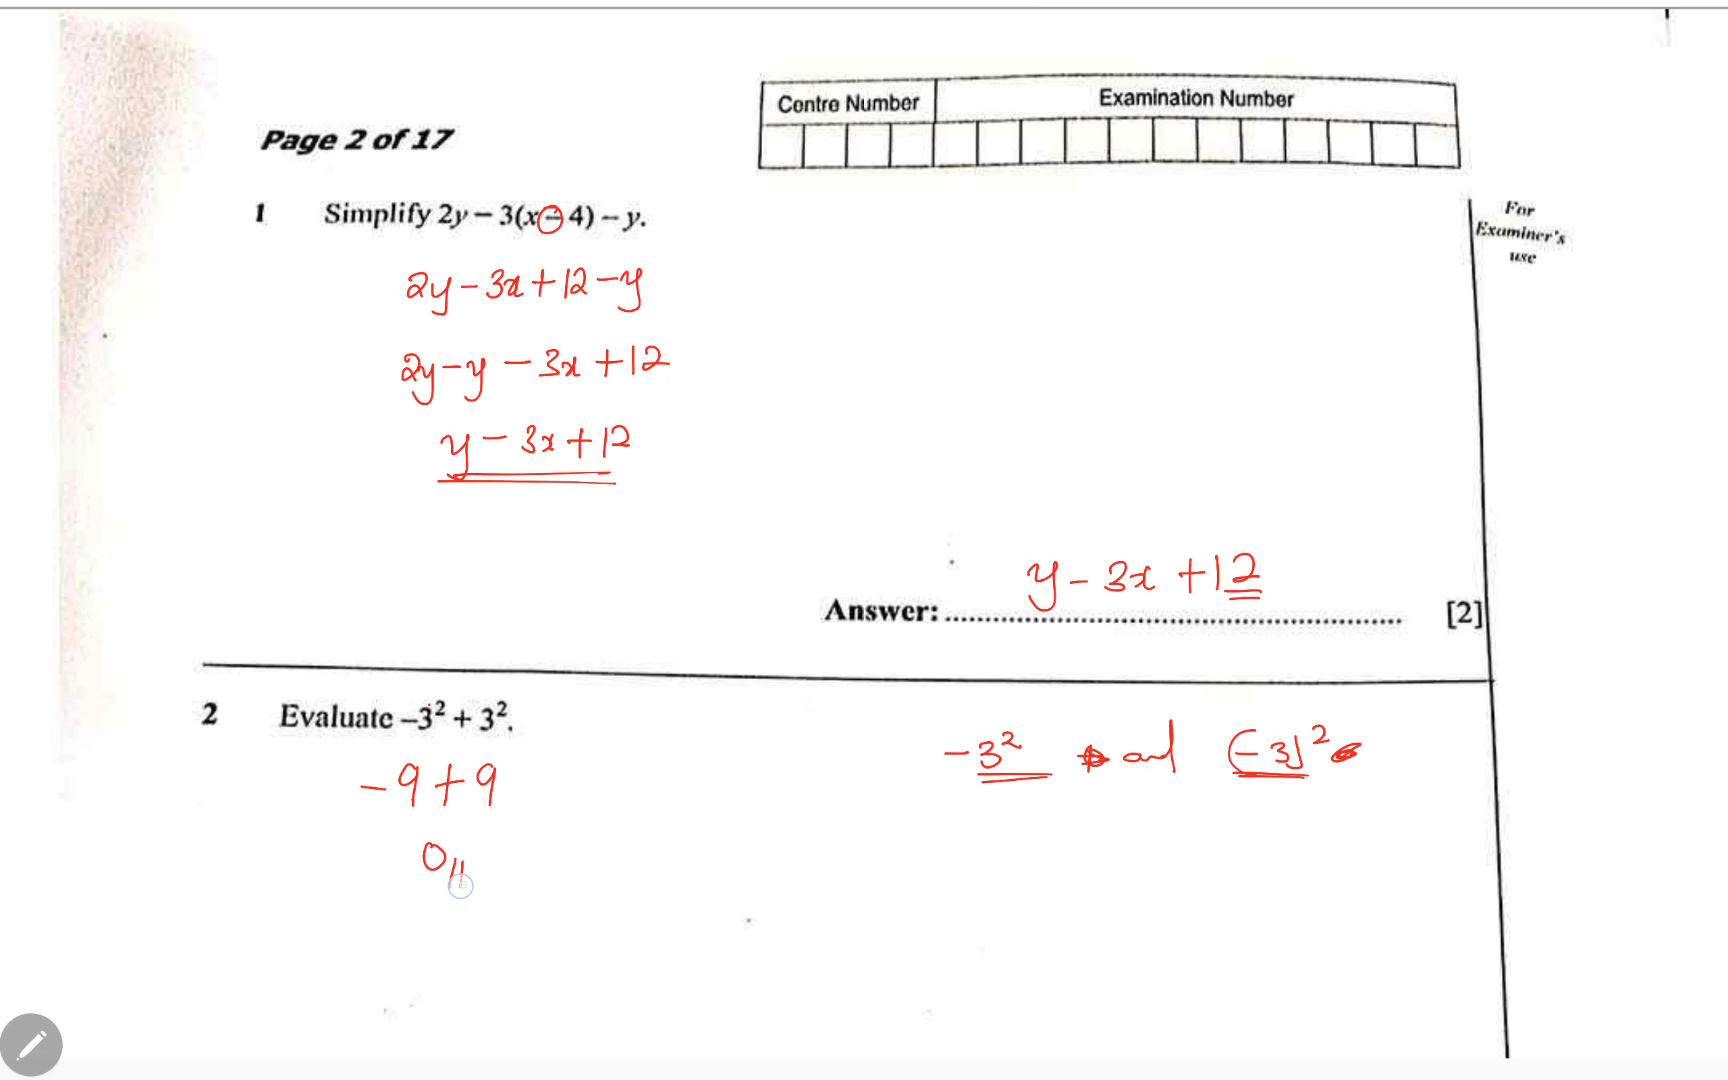 Centre Number Examination Number
Page 2 of 17
1 Simplify 2y – 3(x – 4) – y.
For
Examiner's
use
2y – 3x + 12 – y
2y – y – 3x + 12
y – 3x + 12
y – 3x + 12
Answer: .......................................................... [2]
2 Evaluate –3² + 3².
–3² and (–3)²
–9 + 9
0